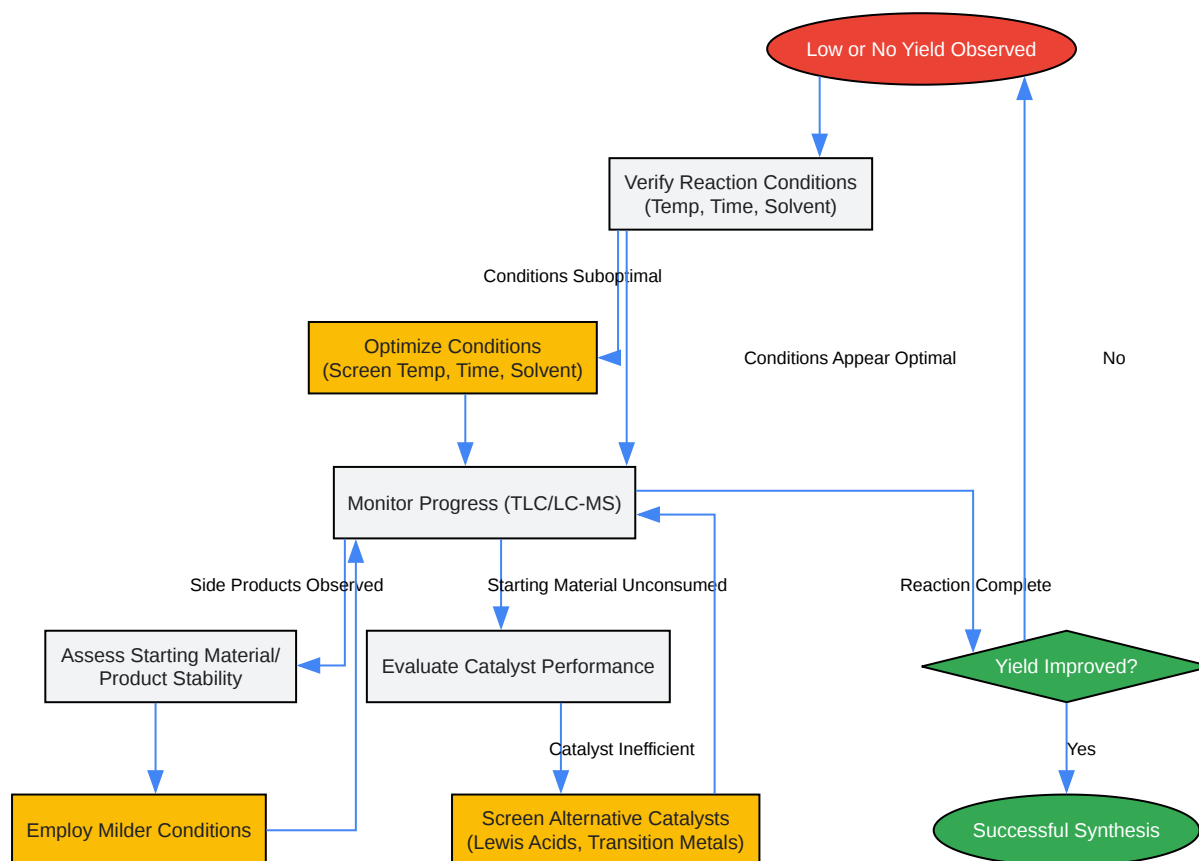 Low or No Yield Observed
Verify Reaction Conditions
(Temp, Time, Solvent)
Conditions Suboptimal
Optimize Conditions
(Screen Temp, Time, Solvent)
Conditions Appear Optimal
No
Monitor Progress (TLC/LC-MS)
Side Products Observed
Starting Material Unconsumed
Reaction Complete
Assess Starting Material/
Product Stability
Evaluate Catalyst Performance
Yield Improved?
Catalyst Inefficient
Yes
Employ Milder Conditions
Screen Alternative Catalysts
(Lewis Acids, Transition Metals)
Successful Synthesis